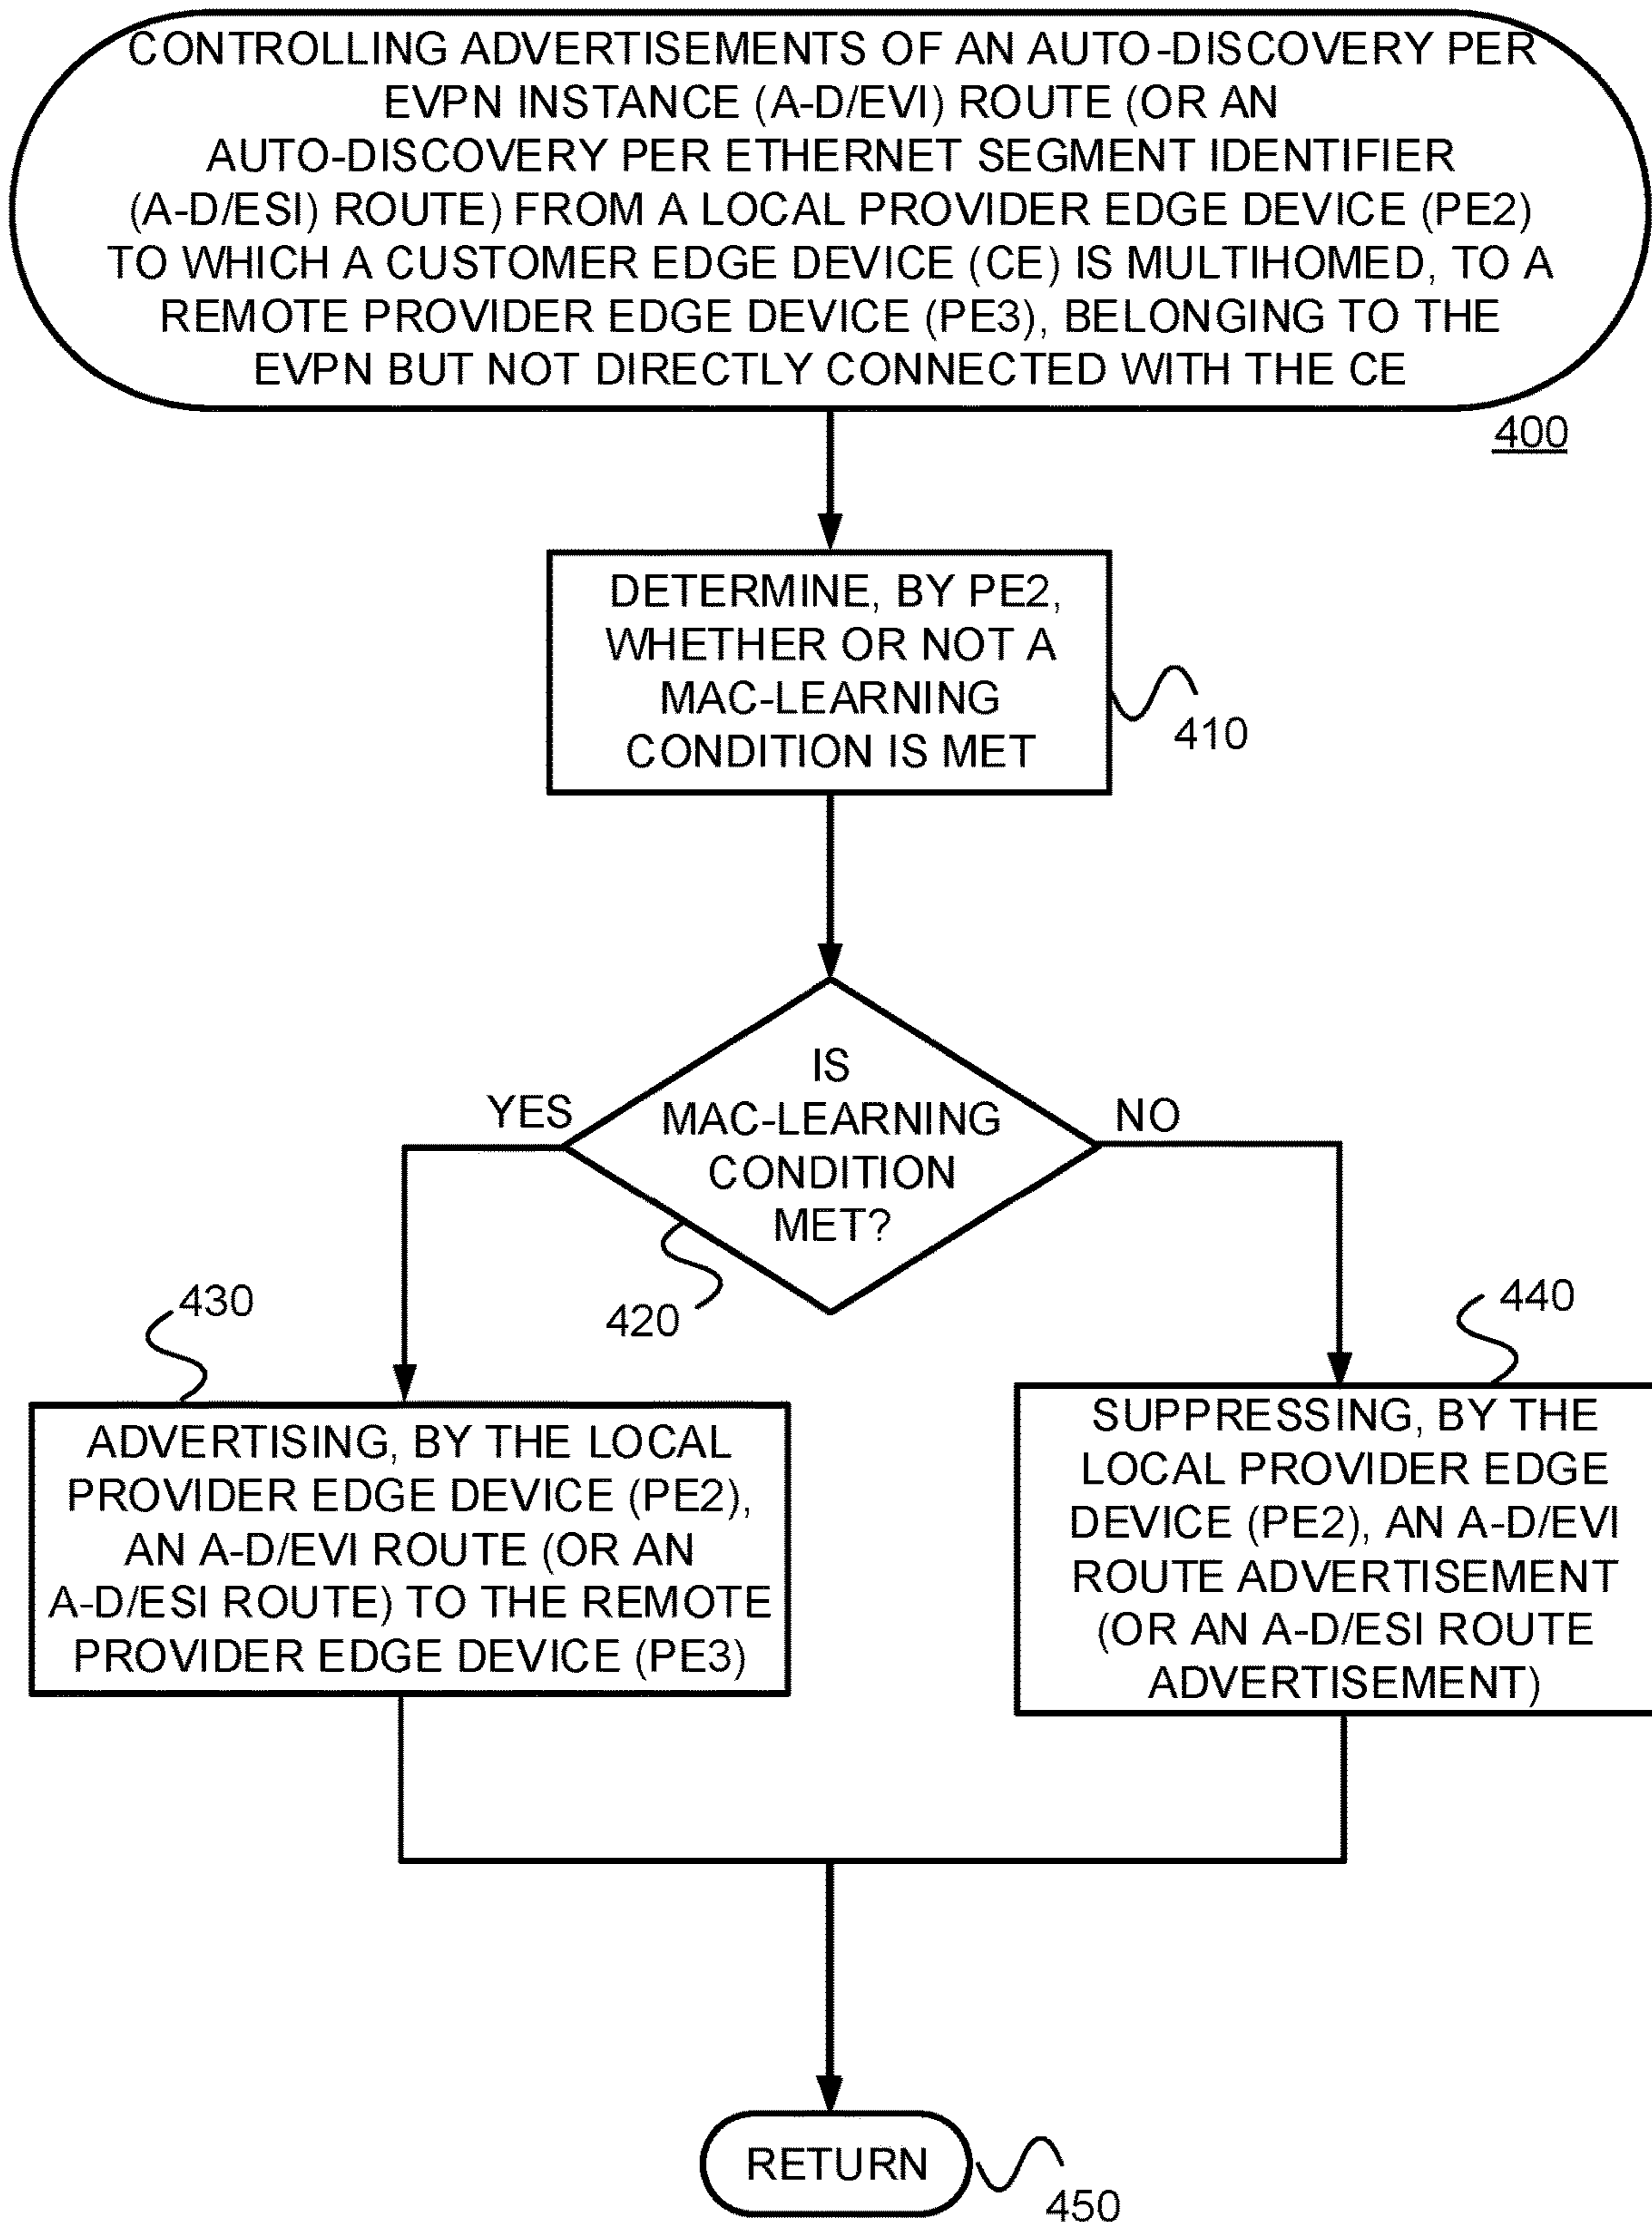 CONTROLLING ADVERTISEMENTS OF AN AUTO-DISCOVERY PER
EVPN INSTANCE (A-D/EVI) ROUTE (OR AN
AUTO-DISCOVERY PER ETHERNET SEGMENT IDENTIFIER
(A-D/ESI) ROUTE) FROM A LOCAL PROVIDER EDGE DEVICE (PE2)
TO WHICH A CUSTOMER EDGE DEVICE (CE) IS MULTIHOMED, TO A
REMOTE PROVIDER EDGE DEVICE (PE3), BELONGING TO THE
EVPN BUT NOT DIRECTLY CONNECTED WITH THE CE
400
DETERMINE, BY PE2,
WHETHER OR NOT A
MAC-LEARNING
CONDITION IS MET
410
IS
MAC-LEARNING
CONDITION
MET?
YES
NO
420
430
ADVERTISING, BY THE LOCAL
PROVIDER EDGE DEVICE (PE2),
AN A-D/EVI ROUTE (OR AN
A-D/ESI ROUTE) TO THE REMOTE
PROVIDER EDGE DEVICE (PE3)
440
SUPPRESSING, BY THE
LOCAL PROVIDER EDGE
DEVICE (PE2), AN A-D/EVI
ROUTE ADVERTISEMENT
(OR AN A-D/ESI ROUTE
ADVERTISEMENT)
RETURN
450